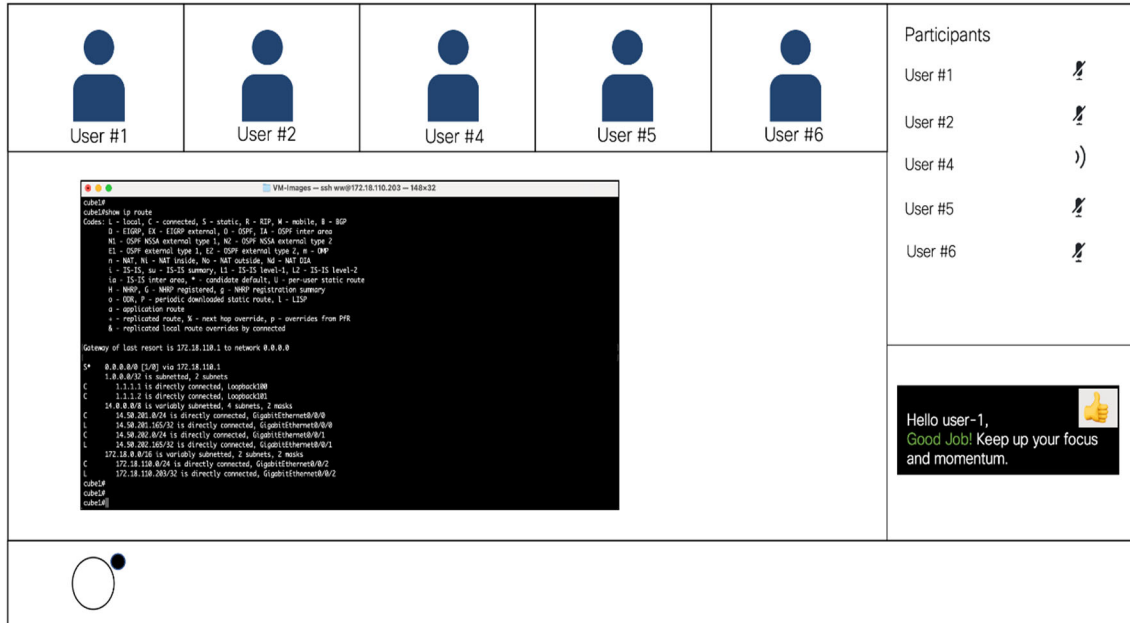 User #1
User #2
User #4
User #5
User #6
Participants
User #1
User #2
User #4
User #5
User #6
VM-Images — ssh ww@172.18.110.203 — 148×32
cube1#
cube1#show ip route
Codes: L - local, C - connected, S - static, R - RIP, M - mobile, B - BGP
D - EIGRP, EX - EIGRP external, O - OSPF, IA - OSPF inter area
N1 - OSPF NSSA external type 1, N2 - OSPF NSSA external type 2
E1 - OSPF external type 1, E2 - OSPF external type 2, m - OMP
n - NAT, Ni - NAT inside, No - NAT outside, Nd - NAT DIA
i - IS-IS, su - IS-IS summary, L1 - IS-IS level-1, L2 - IS-IS level-2
ia - IS-IS inter area, * - candidate default, U - per-user static route
H - NHRP, G - NHRP registered, g - NHRP registration summary
o - ODR, P - periodic downloaded static route, l - LISP
a - application route
+ - replicated route, % - next hop override, p - overrides from PfR
& - replicated local route overrides by connected
Gateway of last resort is 172.18.110.1 to network 0.0.0.0
S* 0.0.0.0/0 [1/0] via 172.18.110.1
1.0.0.0/32 is subnetted, 2 subnets
C 1.1.1.1 is directly connected, Loopback100
C 1.1.1.2 is directly connected, Loopback101
14.0.0.0/8 is variably subnetted, 4 subnets, 2 masks
C 14.50.201.0/24 is directly connected, GigabitEthernet0/0/0
L 14.50.201.165/32 is directly connected, GigabitEthernet0/0/0
C 14.50.202.0/24 is directly connected, GigabitEthernet0/0/1
L 14.50.202.165/32 is directly connected, GigabitEthernet0/0/1
172.18.0.0/16 is variably subnetted, 2 subnets, 2 masks
C 172.18.110.0/24 is directly connected, GigabitEthernet0/0/2
L 172.18.110.203/32 is directly connected, GigabitEthernet0/0/2
cube1#
cube1#
cube1#
Hello user-1,
Good Job! Keep up your focus
and momentum.